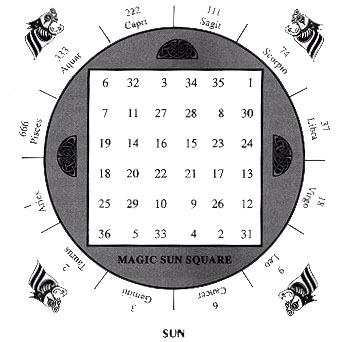 222
Capri
111
Sagit
74
Scorpio
37
Libra
18
Virgo
9
Leo
6
Cancer
3
Gemini
2
Taurus
1
Aries
666
Pisces
333
Aquar
6 32 3 34 35 1
7 11 27 28 8 30
19 14 16 15 23 24
18 20 22 21 17 13
25 29 10 9 26 12
36 5 33 4 2 31
MAGIC SUN SQUARE
SUN